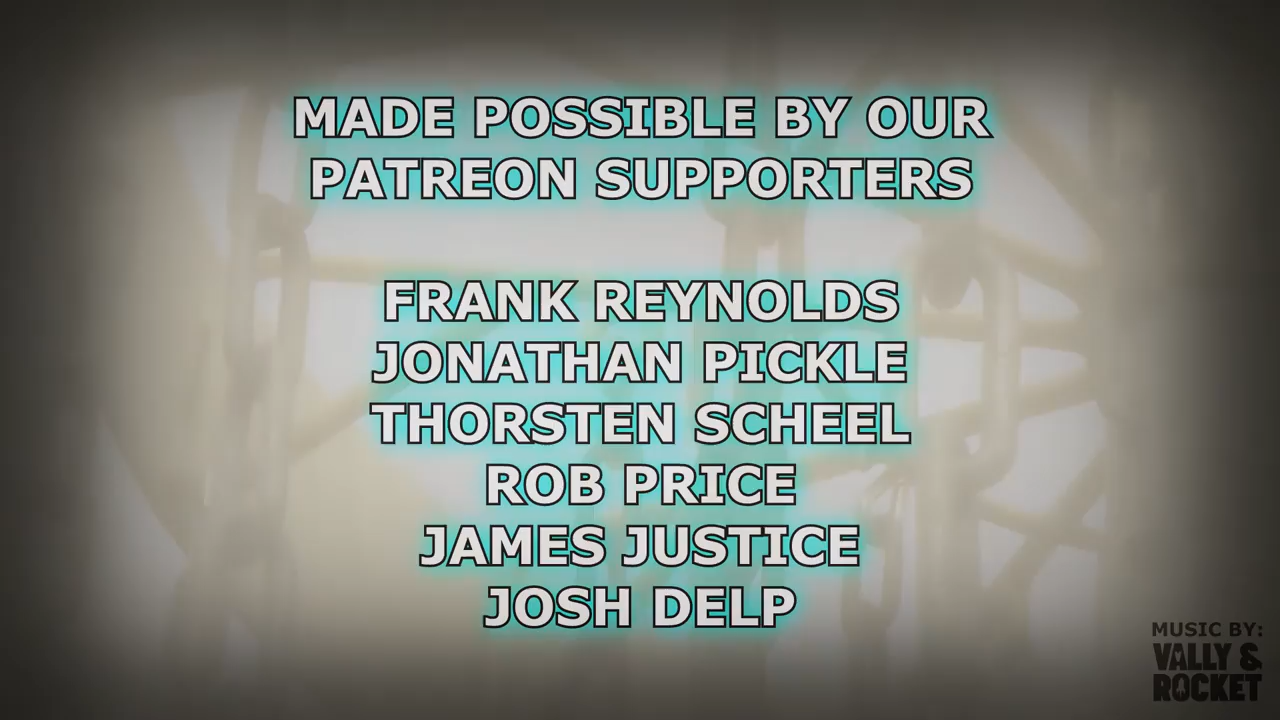 MADE POSSIBLE BY OUR
PATREON SUPPORTERS
FRANK REYNOLDS
JONATHAN PICKLE
THORSTEN SCHEEL
ROB PRICE
JAMES JUSTICE
JOSH DELP
MUSIC BY:
VALLY &
ROCKET